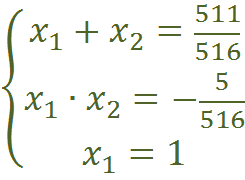 x₁ + x₂ = 511/516
x₁ · x₂ = −5/516
x₁ = 1